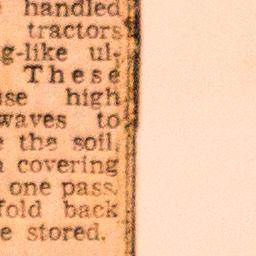 handled
tractors
g-like ul-
These
use high
waves to
e the soil,
n covering
one pass,
fold back
e stored.